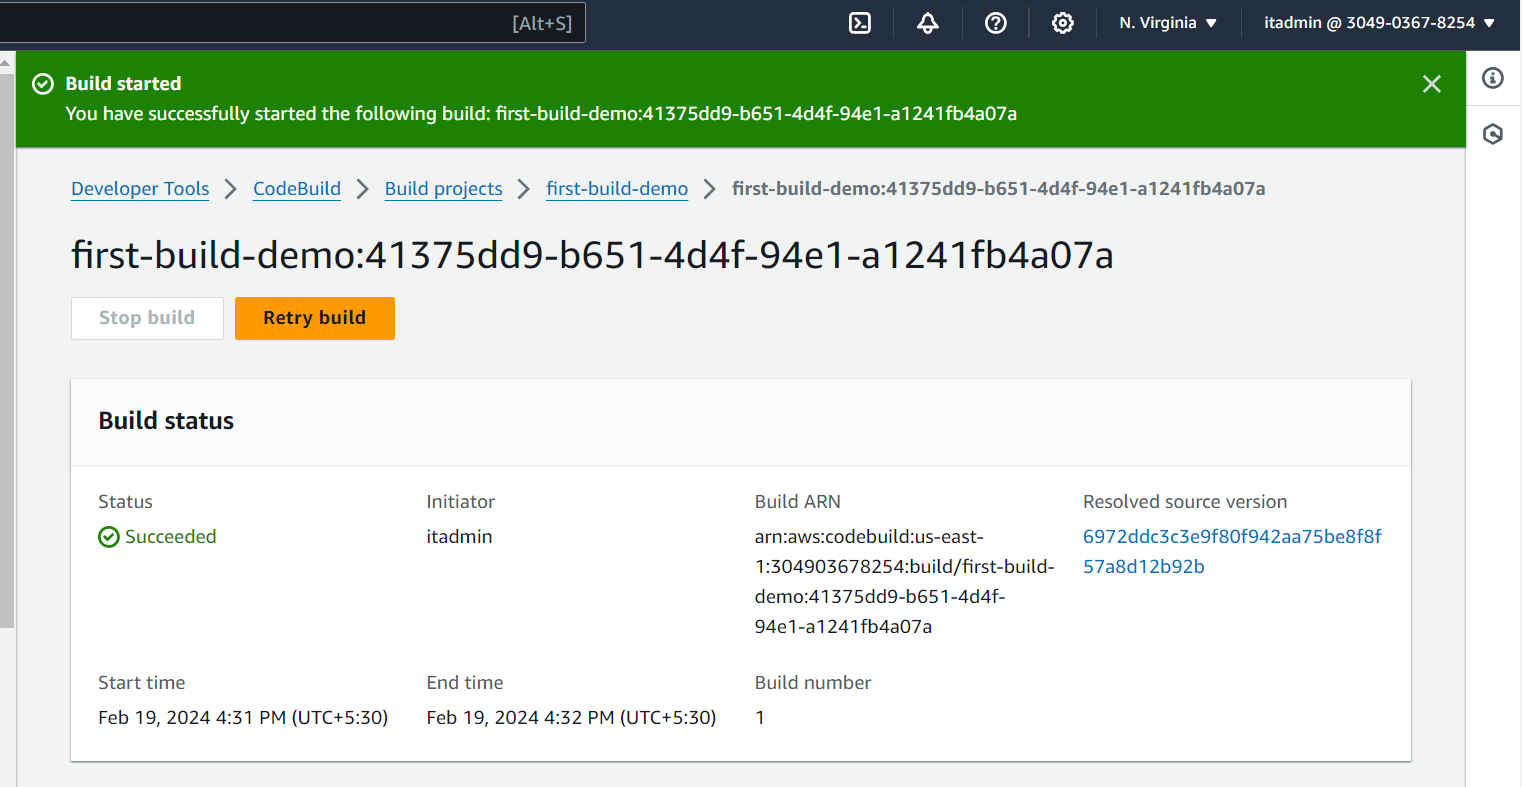 [Alt+S]
N. Virginia
itadmin @ 3049-0367-8254
Build started
You have successfully started the following build: first-build-demo:41375dd9-b651-4d4f-94e1-a1241fb4a07a
Developer Tools
CodeBuild
Build projects
first-build-demo
first-build-demo:41375dd9-b651-4d4f-94e1-a1241fb4a07a
first-build-demo:41375dd9-b651-4d4f-94e1-a1241fb4a07a
Stop build
Retry build
Build status
Status
Succeeded
Initiator
itadmin
Build ARN
arn:aws:codebuild:us-east-
1:304903678254:build/first-build-
demo:41375dd9-b651-4d4f-
94e1-a1241fb4a07a
Resolved source version
6972ddc3c3e9f80f942aa75be8f8f
57a8d12b92b
Start time
Feb 19, 2024 4:31 PM (UTC+5:30)
End time
Feb 19, 2024 4:32 PM (UTC+5:30)
Build number
1